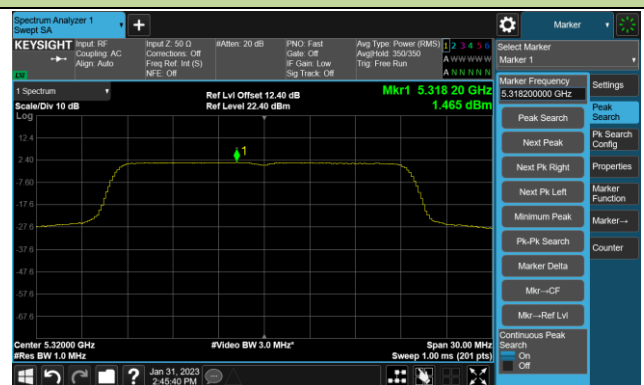 Spectrum Analyzer 1
Swept SA
Marker
KEYSIGHT
Input: RF
Coupling: AC
Align: Auto
Input Z: 50 Ω
Corrections: Off
Freq Ref: Int (S)
NFE: Off
#Atten: 20 dB
PNO: Fast
Gate: Off
IF Gain: Low
Sig Track: Off
Avg Type: Power (RMS)
Avg|Hold: 350/350
Trig: Free Run
1 2 3 4 5 6
A W W W W W
A N N N N N
LW
Select Marker
Marker 1
1 Spectrum
Scale/Div 10 dB
Log
Ref Lvl Offset 12.40 dB
Ref Level 22.40 dBm
Mkr1 5.318 20 GHz
1.465 dBm
12.4
2.40
-7.60
-17.6
-27.6
-37.6
-47.6
-57.6
-67.6
1
Center 5.32000 GHz
#Res BW 1.0 MHz
#Video BW 3.0 MHz*
Span 30.00 MHz
Sweep 1.00 ms (201 pts)
Marker Frequency
5.318200000 GHz
Peak Search
Next Peak
Next Pk Right
Next Pk Left
Minimum Peak
Pk-Pk Search
Marker Delta
Mkr→CF
Mkr→Ref Lvl
Continuous Peak
Search
On
Off
Settings
Peak
Search
Pk Search
Config
Properties
Marker
Function
Marker→
Counter
?
Jan 31, 2023
2:45:40 PM